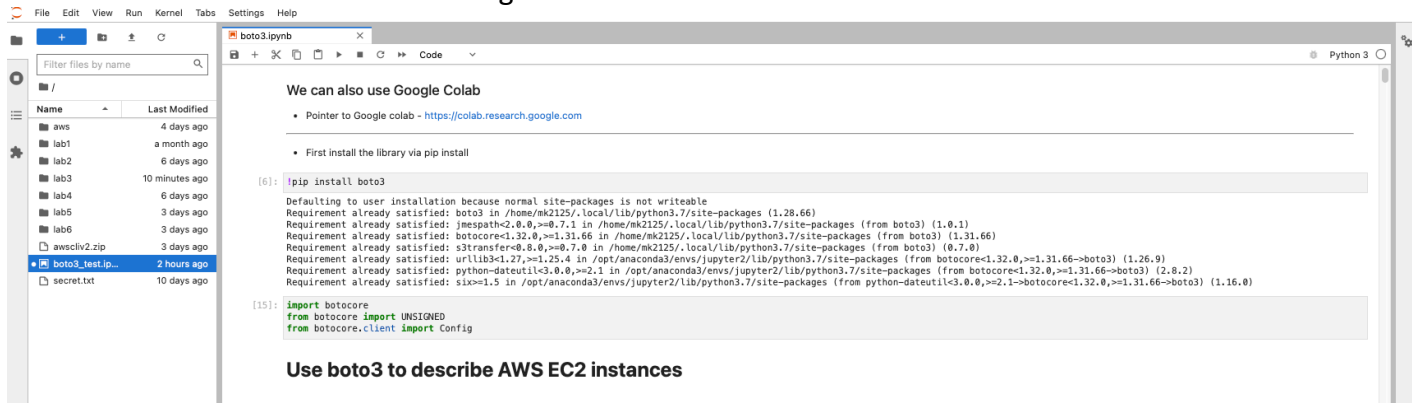 File Edit View Run Kernel Tabs Settings Help
+
boto3.ipynb
Code
Python 3
Filter files by name
/
Name Last Modified
aws 4 days ago
lab1 a month ago
lab2 6 days ago
lab3 10 minutes ago
lab4 6 days ago
lab5 3 days ago
lab6 3 days ago
awscliv2.zip 3 days ago
boto3_test.ip... 2 hours ago
secret.txt 10 days ago
We can also use Google Colab
• Pointer to Google colab - https://colab.research.google.com
• First install the library via pip install
[6]: !pip install boto3
Defaulting to user installation because normal site-packages is not writeable
Requirement already satisfied: boto3 in /home/mk2125/.local/lib/python3.7/site-packages (1.28.66)
Requirement already satisfied: jmespath<2.0.0,>=0.7.1 in /home/mk2125/.local/lib/python3.7/site-packages (from boto3) (1.0.1)
Requirement already satisfied: botocore<1.32.0,>=1.31.66 in /home/mk2125/.local/lib/python3.7/site-packages (from boto3) (1.31.66)
Requirement already satisfied: s3transfer<0.8.0,>=0.7.0 in /home/mk2125/.local/lib/python3.7/site-packages (from boto3) (0.7.0)
Requirement already satisfied: urllib3<1.27,>=1.25.4 in /opt/anaconda3/envs/jupyter2/lib/python3.7/site-packages (from botocore<1.32.0,>=1.31.66->boto3) (1.26.9)
Requirement already satisfied: python-dateutil<3.0.0,>=2.1 in /opt/anaconda3/envs/jupyter2/lib/python3.7/site-packages (from botocore<1.32.0,>=1.31.66->boto3) (2.8.2)
Requirement already satisfied: six>=1.5 in /opt/anaconda3/envs/jupyter2/lib/python3.7/site-packages (from python-dateutil<3.0.0,>=2.1->botocore<1.32.0,>=1.31.66->boto3) (1.16.0)
[15]: import botocore
from botocore import UNSIGNED
from botocore.client import Config
Use boto3 to describe AWS EC2 instances